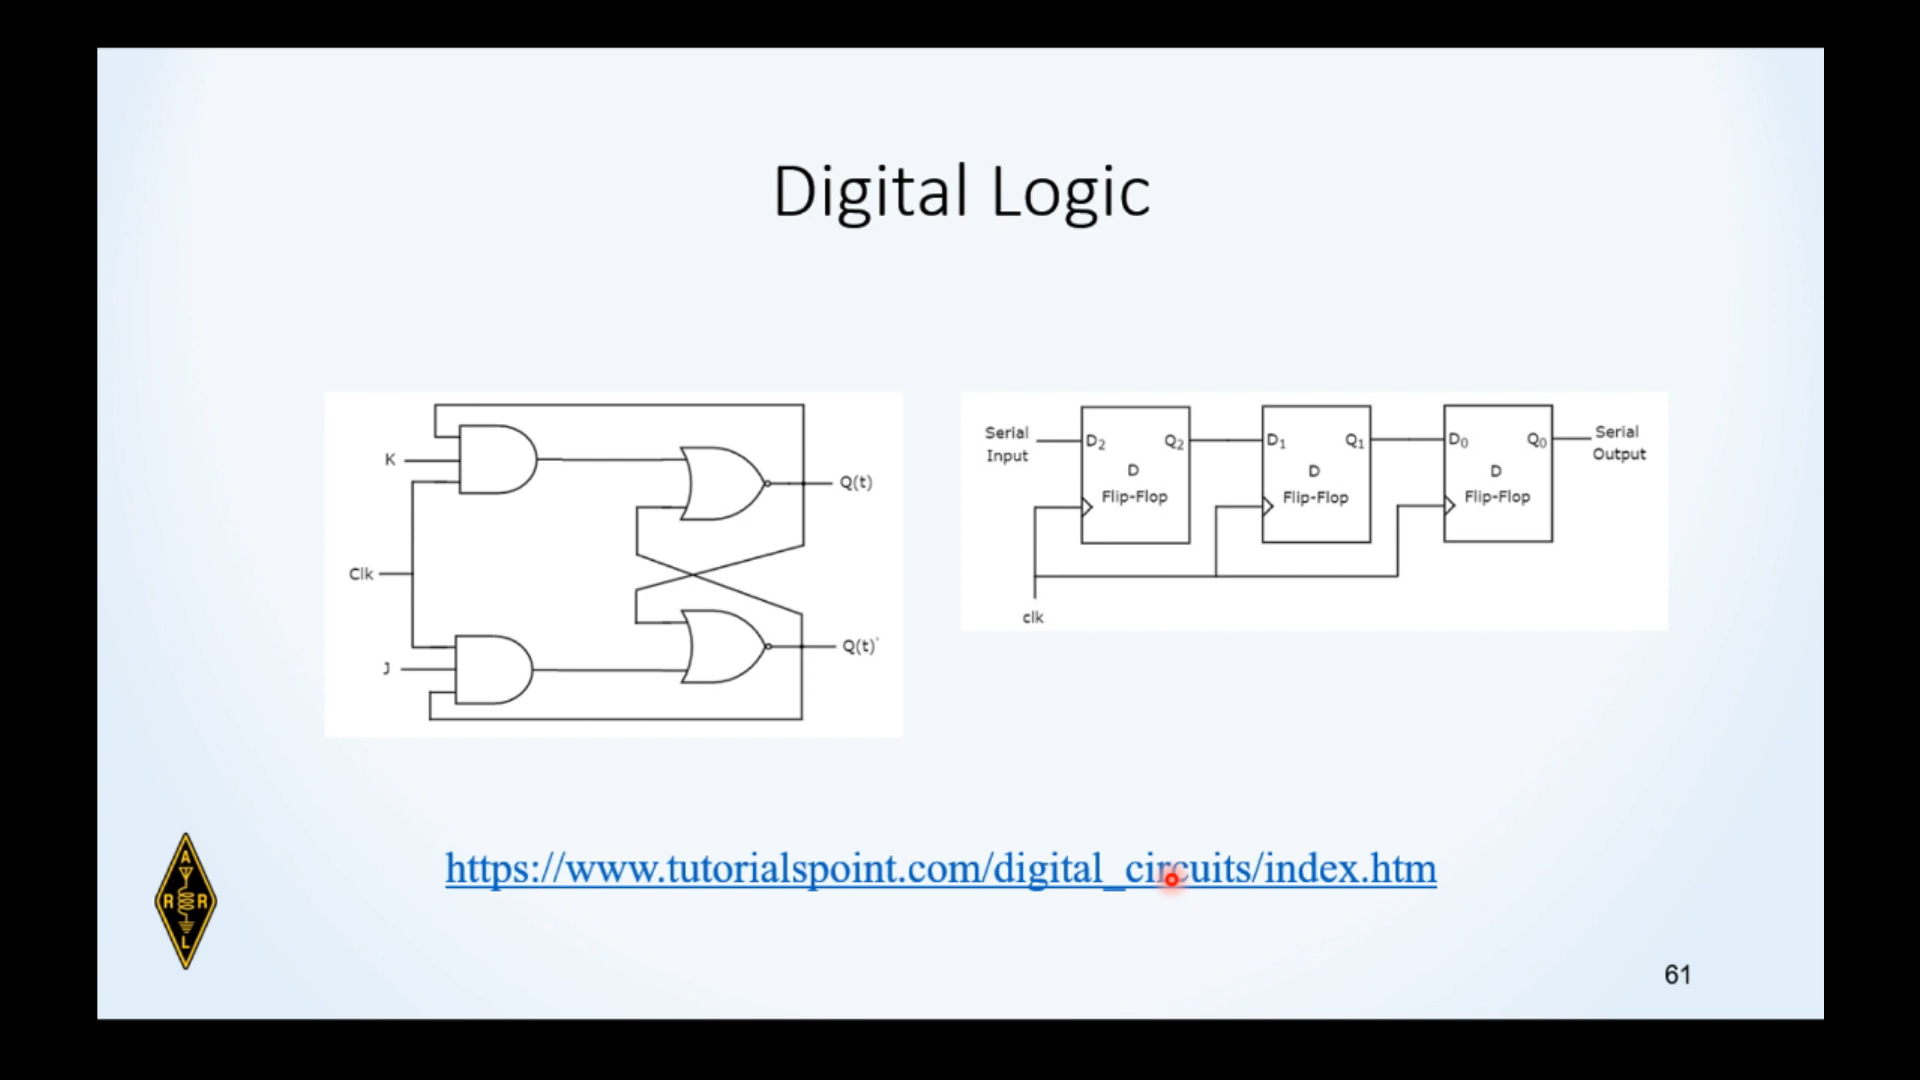 Digital Logic
K
Clk
J
Q(t)
Q(t)'
Serial
Input
D₂
Q₂
D
Flip-Flop
D₁
Q₁
D
Flip-Flop
D₀
Q₀
D
Flip-Flop
Serial
Output
clk
https://www.tutorialspoint.com/digital_circuits/index.htm
A
R R
L
61